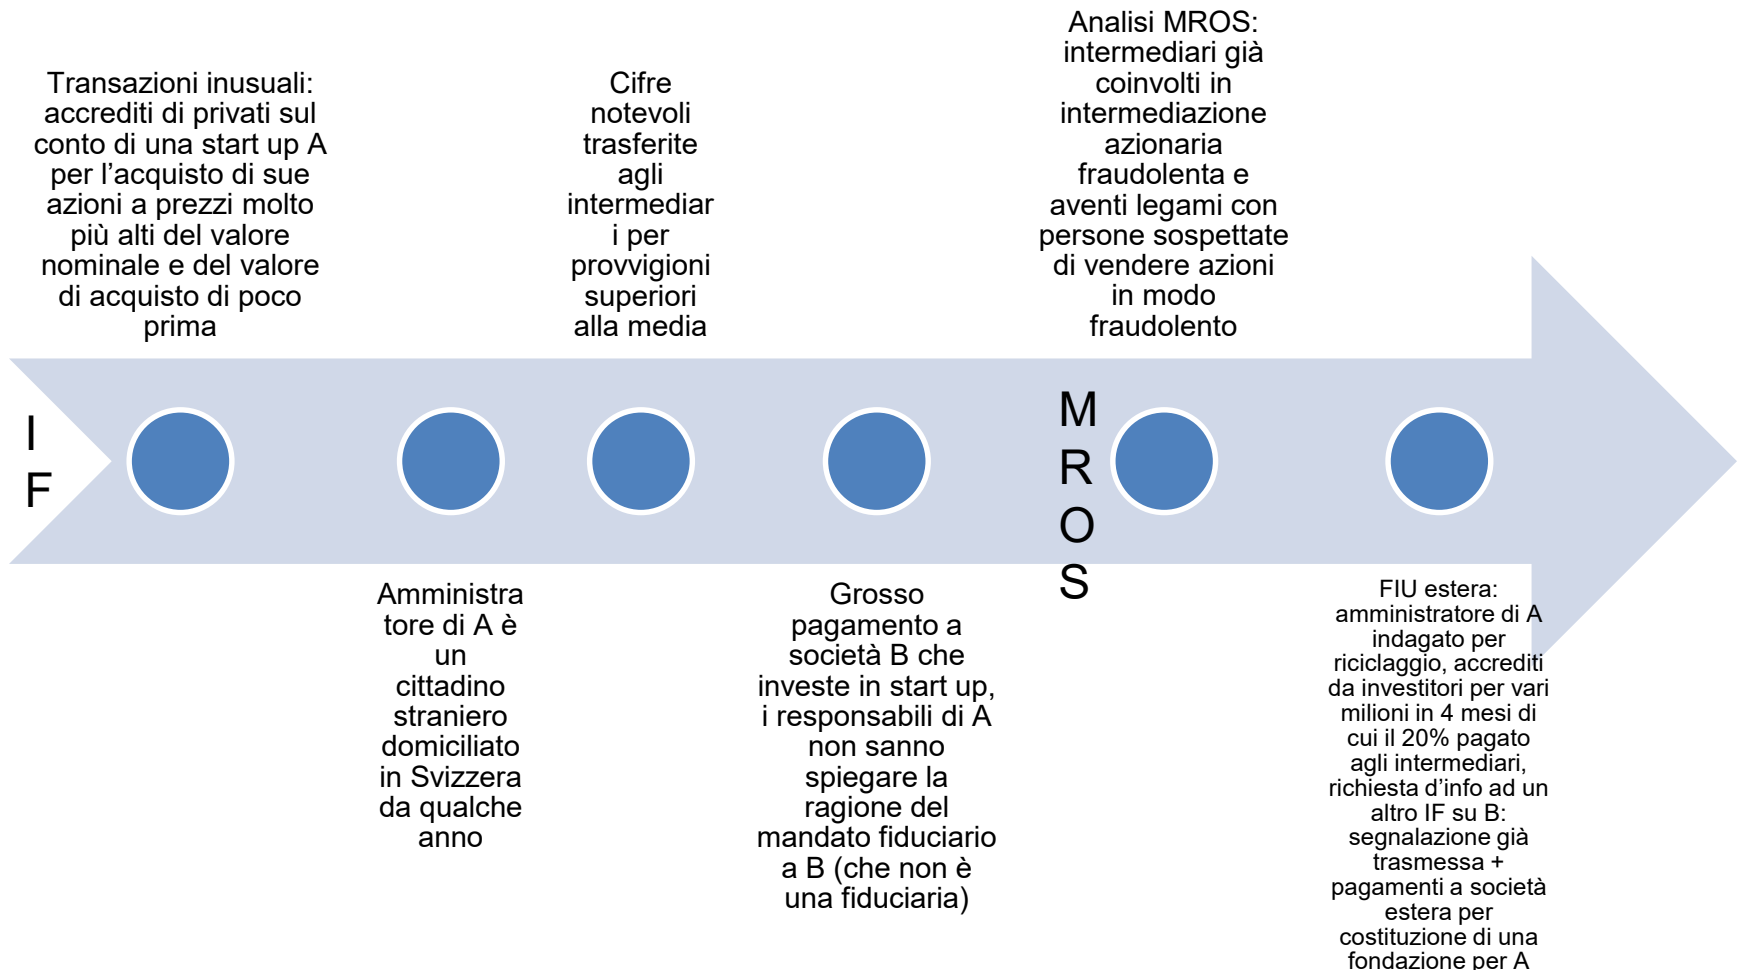 Transazioni inusuali:
accrediti di privati sul
conto di una start up A
per l’acquisto di sue
azioni a prezzi molto
più alti del valore
nominale e del valore
di acquisto di poco
prima
Cifre
notevoli
trasferite
agli
intermediar
i per
provvigioni
superiori
alla media
Analisi MROS:
intermediari già
coinvolti in
intermediazione
azionaria
fraudolenta e
aventi legami con
persone sospettate
di vendere azioni
in modo
fraudolento
I
F
M
R
O
S
Amministra
tore di A è
un
cittadino
straniero
domiciliato
in Svizzera
da qualche
anno
Grosso
pagamento a
società B che
investe in start up,
i responsabili di A
non sanno
spiegare la
ragione del
mandato fiduciario
a B (che non è
una fiduciaria)
FIU estera:
amministratore di A
indagato per
riciclaggio, accrediti
da investitori per vari
milioni in 4 mesi di
cui il 20% pagato
agli intermediari,
richiesta d’info ad un
altro IF su B:
segnalazione già
trasmessa +
pagamenti a società
estera per
costituzione di una
fondazione per A